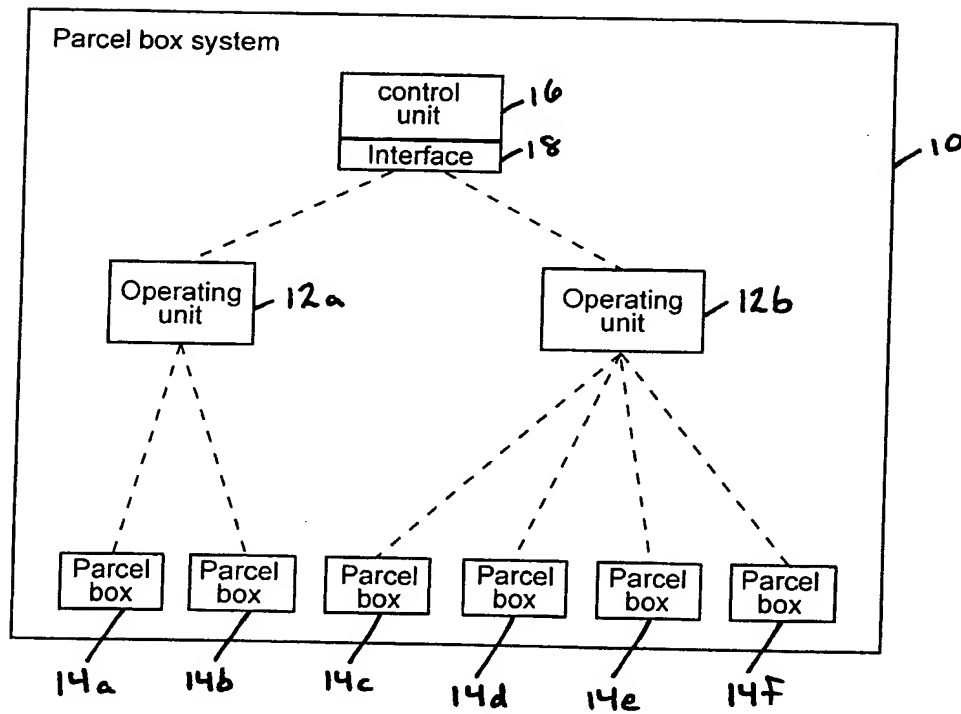 Parcel box system
control
unit
16
Interface
18
10
Operating
unit
12a
Operating
unit
12b
Parcel
box
Parcel
box
Parcel
box
Parcel
box
Parcel
box
Parcel
box
14a
14b
14c
14d
14e
14F